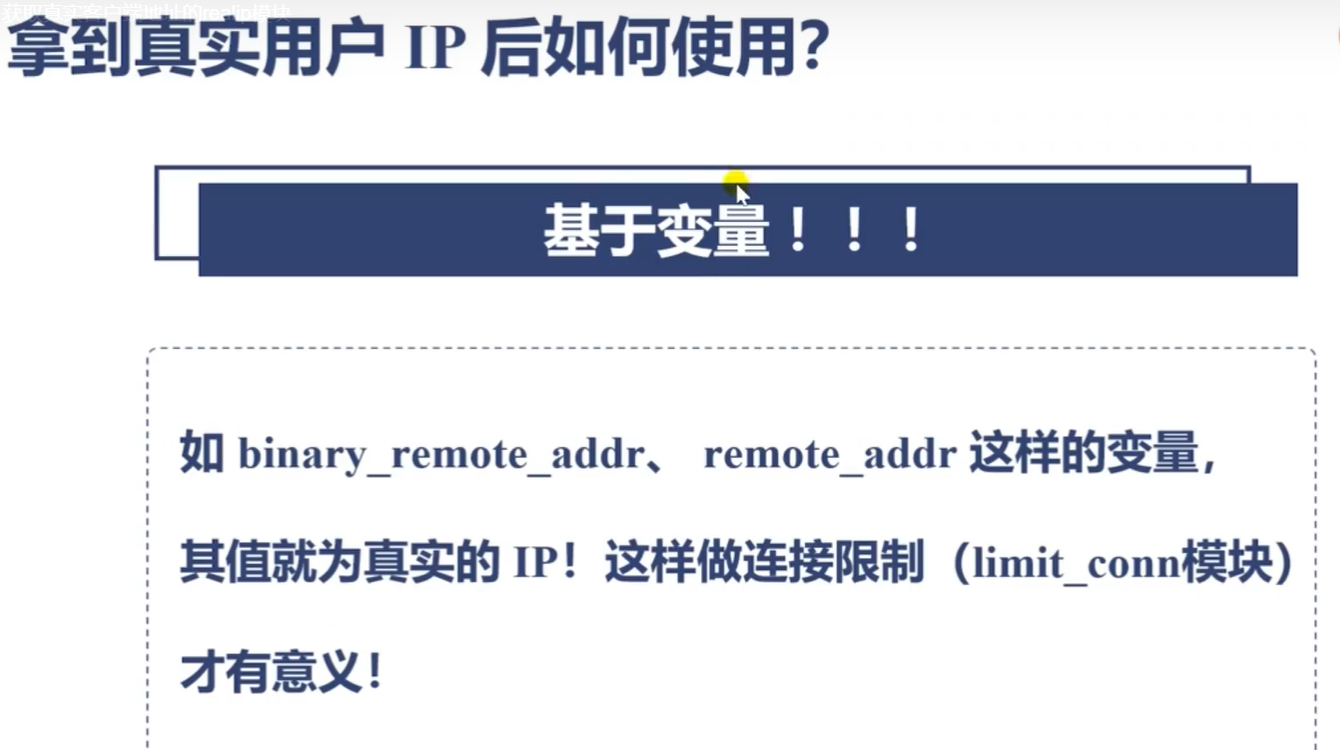 获取真实客户端地址的realip模块
拿到真实用户 IP 后如何使用？
基于变量！！！
如 binary_remote_addr、 remote_addr 这样的变量，
其值就为真实的 IP！这样做连接限制（limit_conn模块）
才有意义！